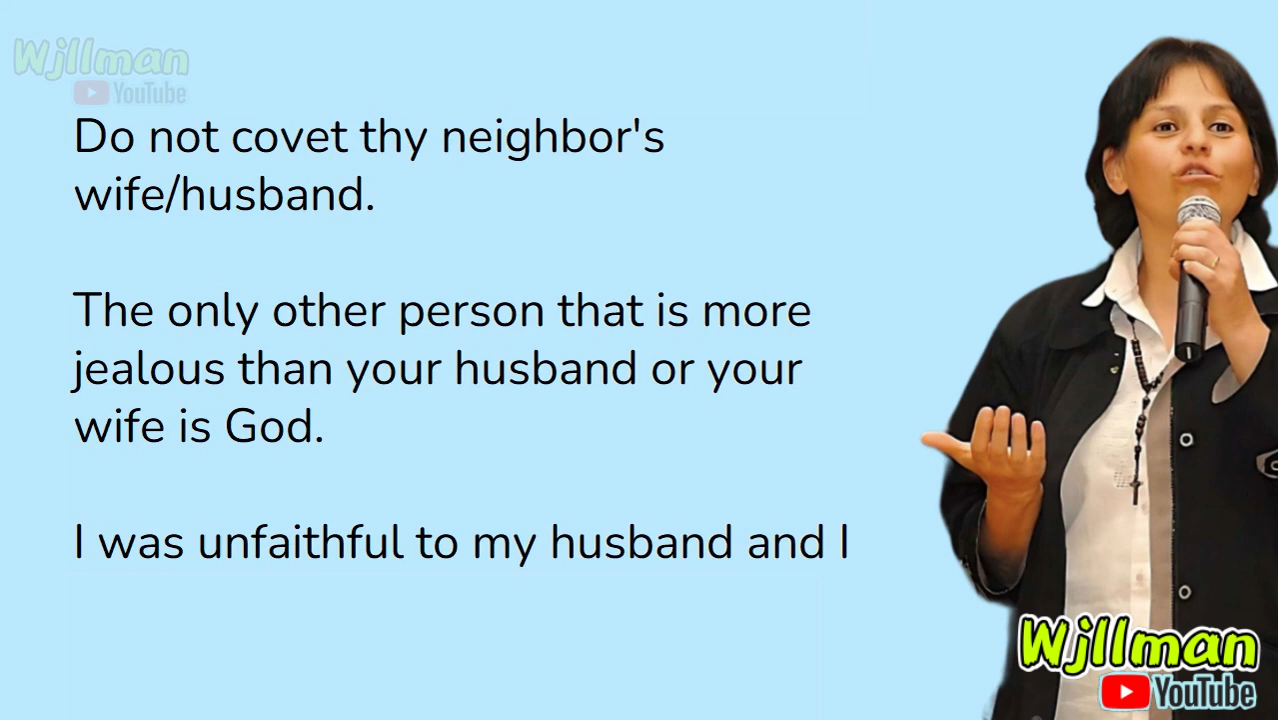 Wjllman
YouTube
Do not covet thy neighbor's
wife/husband.
The only other person that is more
jealous than your husband or your
wife is God.
I was unfaithful to my husband and I
Wjllman
YouTube